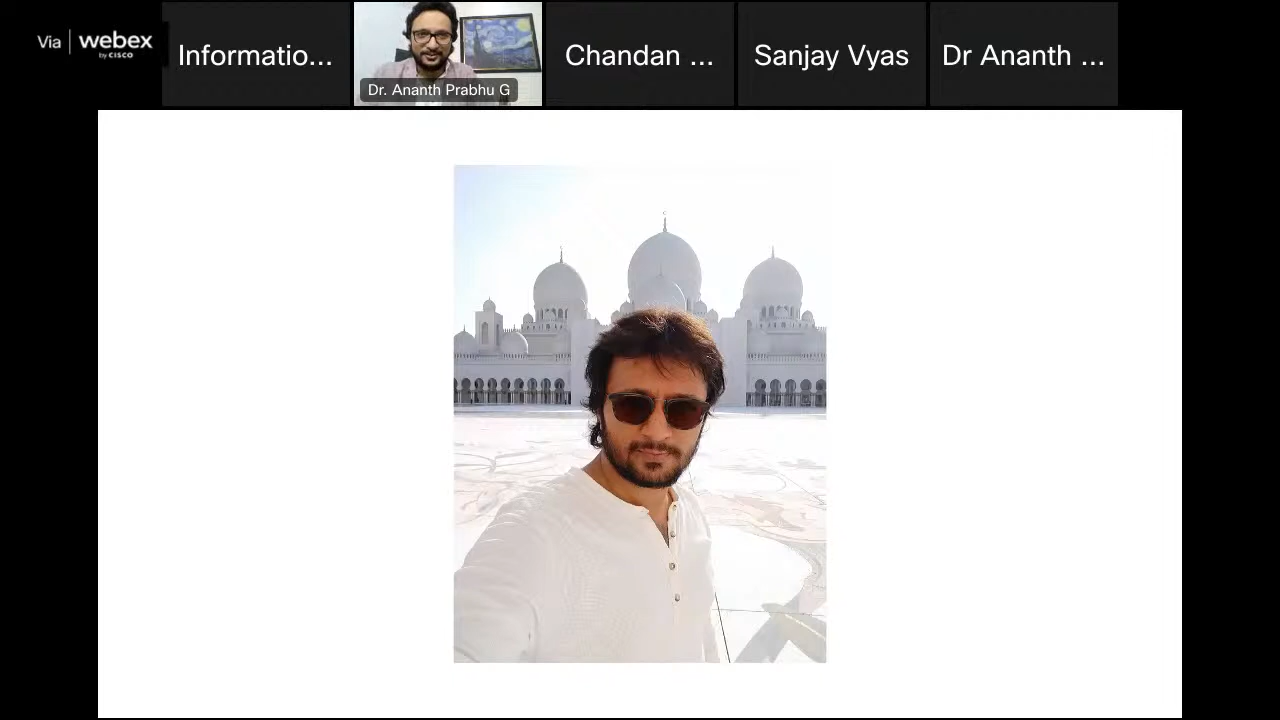 Via | webex
by CISCO
Informatio...
Dr. Ananth Prabhu G
Chandan ...
Sanjay Vyas
Dr Ananth ...